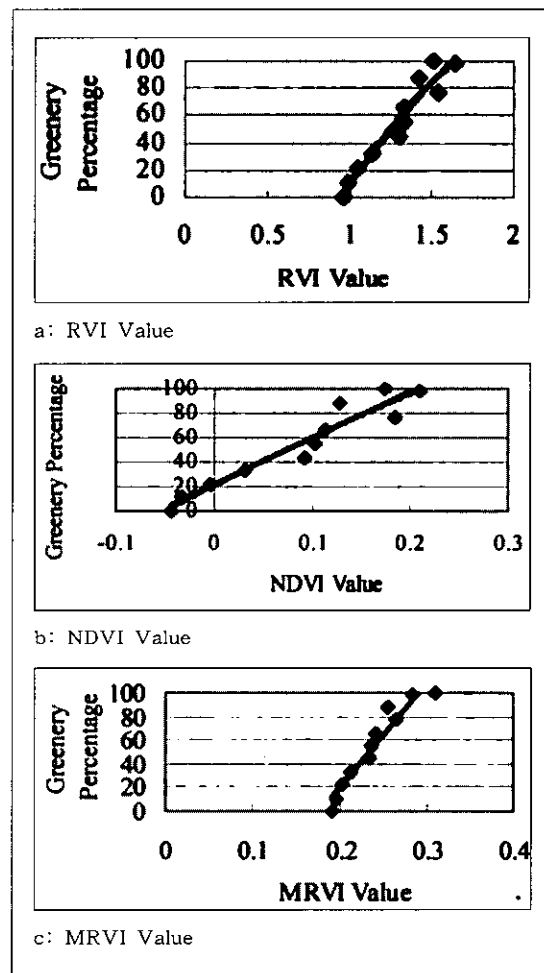 100
80
60
40
20
0
Greenery
Percentage
0 0.5 1 1.5 2
RVI Value
a: RVI Value
100
80
60
40
20
0
Greenery Percentage
-0.1 0 0.1 0.2 0.3
NDVI Value
b: NDVI Value
100
80
60
40
20
0
Greenery
Percentage
0 0.1 0.2 0.3 0.4
MRVI Value
c: MRVI Value